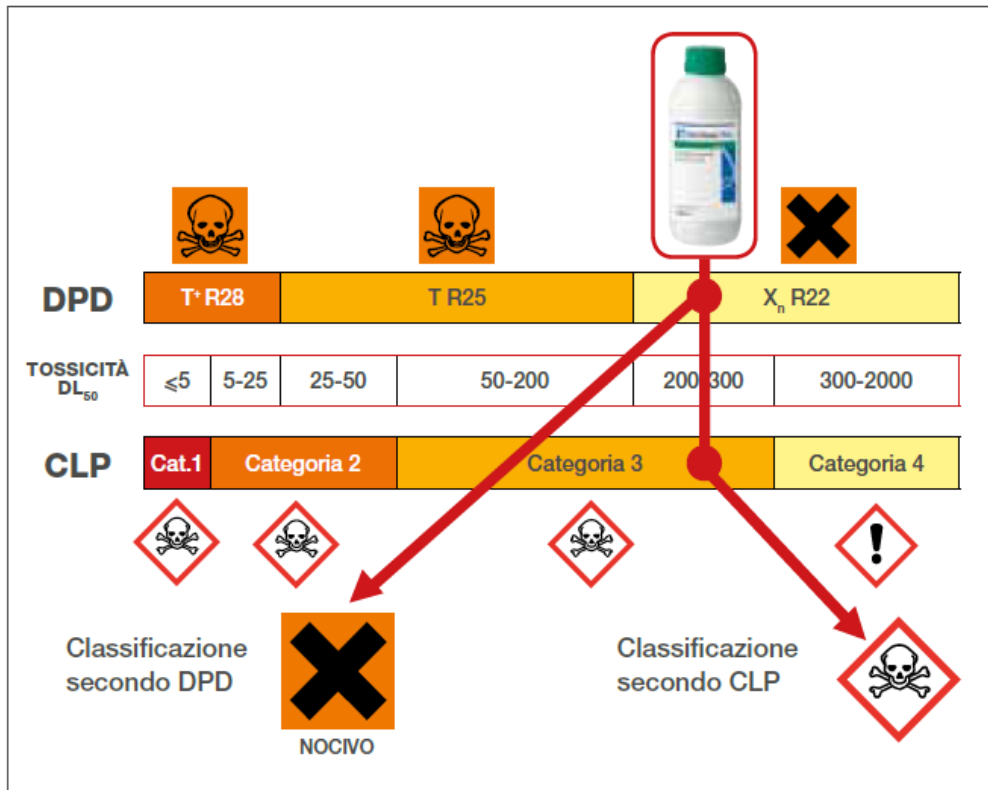 DPD
T+ R28
T R25
Xn R22
TOSSICITÀ
DL50
⩽5
5-25
25-50
50-200
200-300
300-2000
CLP
Cat.1
Categoria 2
Categoria 3
Categoria 4
Classificazione
secondo DPD
NOCIVO
Classificazione
secondo CLP